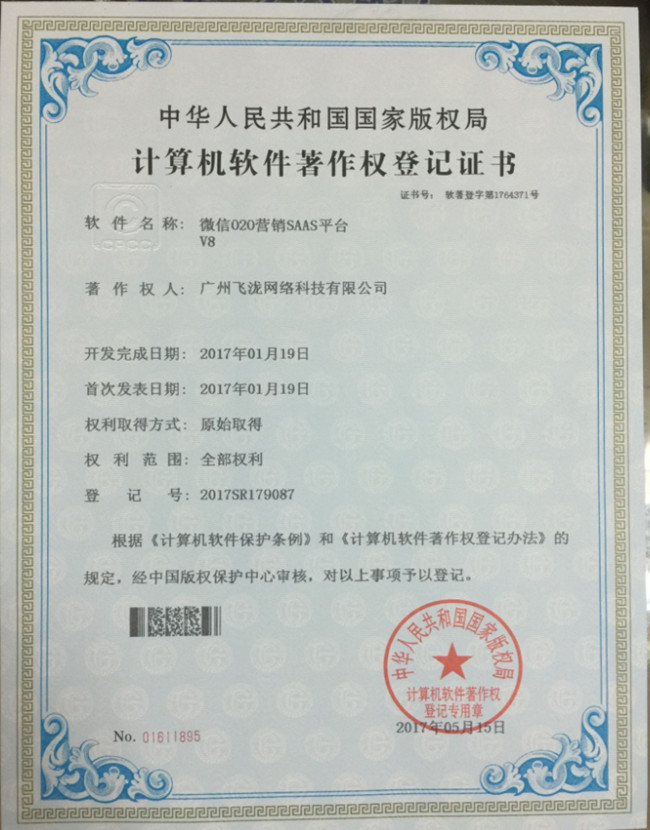 中华人民共和国国家版权局
计算机软件著作权登记证书
证书号： 软著登字第1764371号
CPCC
软件名称： 微信O2O营销SAAS平台
V8
著作权人： 广州飞泷网络科技有限公司
开发完成日期： 2017年01月19日
首次发表日期： 2017年01月19日
权利取得方式： 原始取得
权利范围： 全部权利
登记号： 2017SR179087
根据《计算机软件保护条例》和《计算机软件著作权登记办法》的
规定，经中国版权保护中心审核，对以上事项予以登记。
中华人民共和国国家版权局
计算机软件著作权
登记专用章
2017年05月15日
No. 01611895